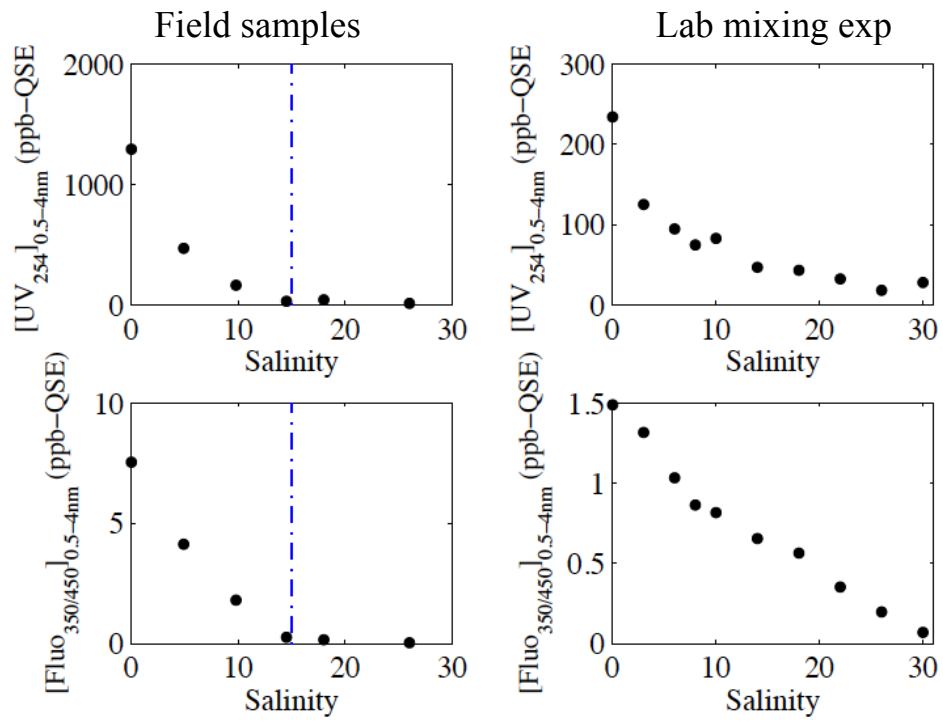 Field samples
Lab mixing exp
[UV254]0.5–4nm (ppb–QSE
2000
1000
0
0 10 20 30
Salinity
[UV254]0.5–4nm (ppb–QSE
300
200
100
0
0 10 20 30
Salinity
[Fluo350/450]0.5–4nm (ppb–QSE)
10
5
0
0 10 20 30
Salinity
[Fluo350/450]0.5–4nm (ppb–QSE)
1.5
1
0.5
0
0 10 20 30
Salinity